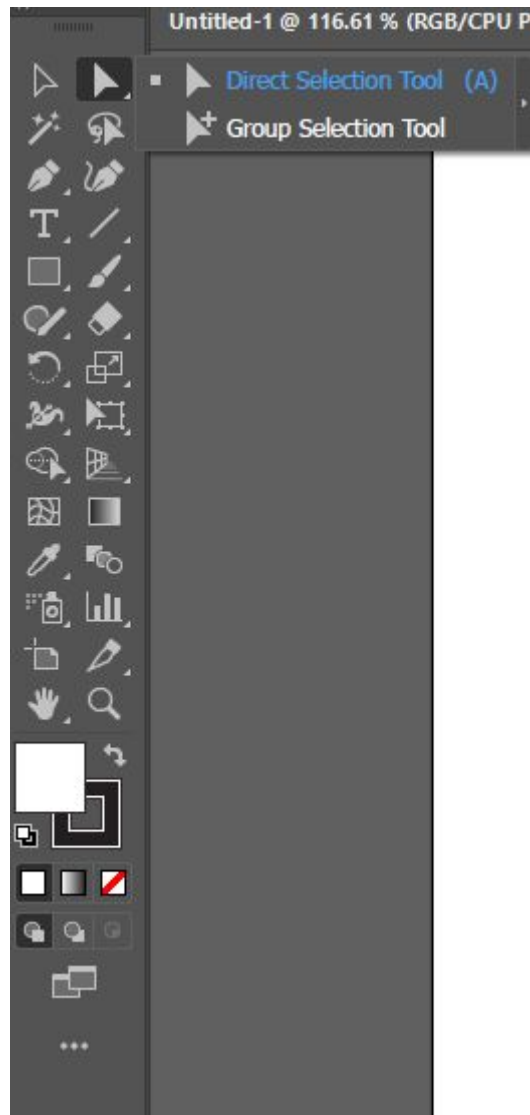 Untitled-1 @ 116.61 % (RGB/CPU P
Direct Selection Tool (A)
Group Selection Tool